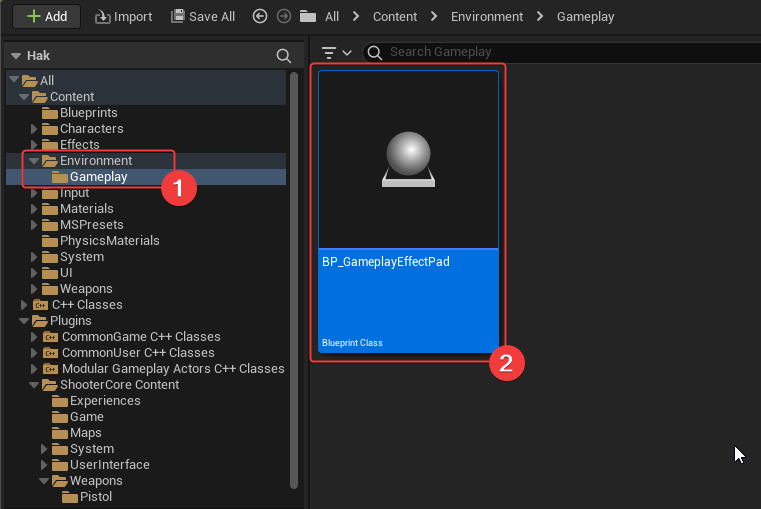 Add Import Save All All Content Environment Gameplay
Hak
Search Gameplay
All
Content
Blueprints
Characters
Effects
Environment
Gameplay
1
Input
Materials
MSPresets
PhysicsMaterials
System
UI
Weapons
C++ Classes
Plugins
CommonGame C++ Classes
CommonUser C++ Classes
Modular Gameplay Actors C++ Classes
ShooterCore Content
Experiences
Game
Maps
System
UserInterface
Weapons
Pistol
BP_GameplayEffectPad
Blueprint Class
2